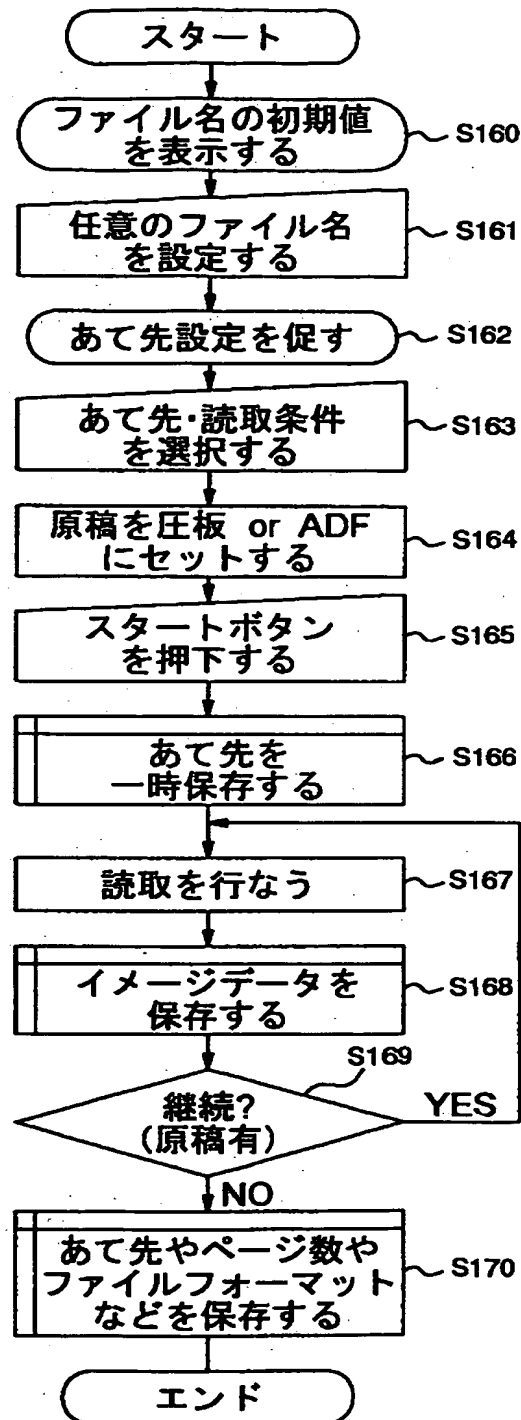 スタート
ファイル名の初期値
を表示する
S160
任意のファイル名
を設定する
S161
あて先設定を促す
S162
あて先・読取条件
を選択する
S163
原稿を圧板 or ADF
にセットする
S164
スタートボタン
を押下する
S165
あて先を
一時保存する
S166
読取を行なう
S167
イメージデータを
保存する
S168
S169
継続?
(原稿有)
YES
NO
あて先やページ数や
ファイルフォーマット
などを保存する
S170
エンド